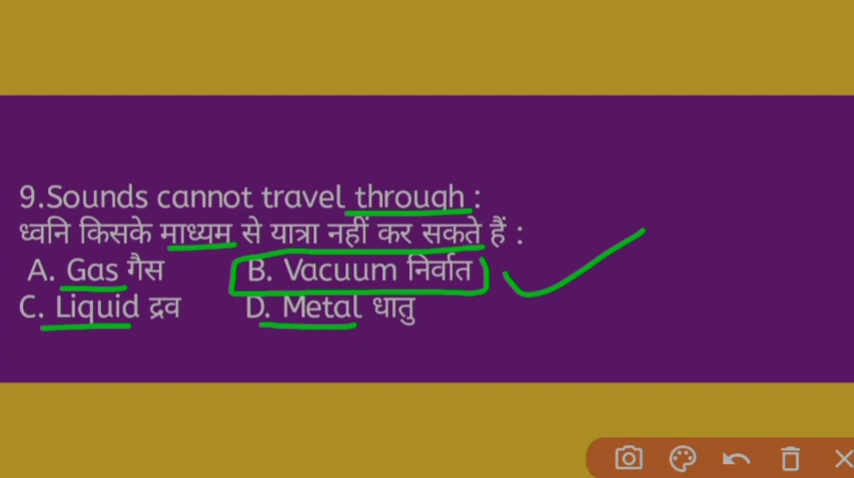 9.Sounds cannot travel through :
ध्वनि किसके माध्यम से यात्रा नहीं कर सकते हैं :
A. Gas गैस B. Vacuum निर्वात
C. Liquid द्रव D. Metal धातु